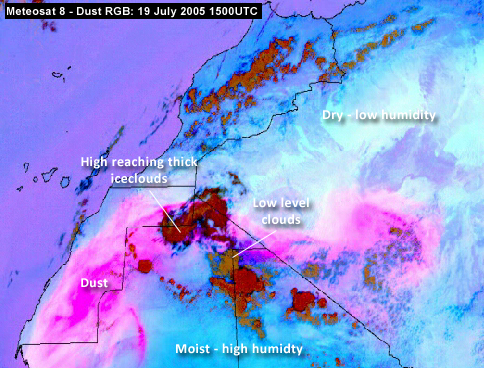 Meteosat 8 - Dust RGB: 19 July 2005 1500UTC
Dry - low humidity
High reaching thick
iceclouds
Low level
clouds
Dust
Moist - high humidty